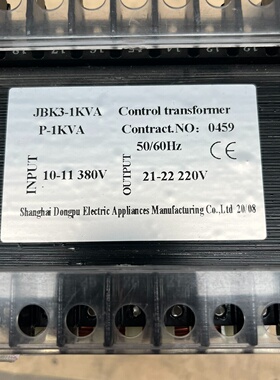 JBK3-1KVA Control transformer
P-1KVA Contract.NO: 0459
50/60Hz
CE
INPUT 10-11 380V OUTPUT 21-22 220V
Shanghai Dongpu Electric Appliances Manufacturing Co.,Ltd 20/08